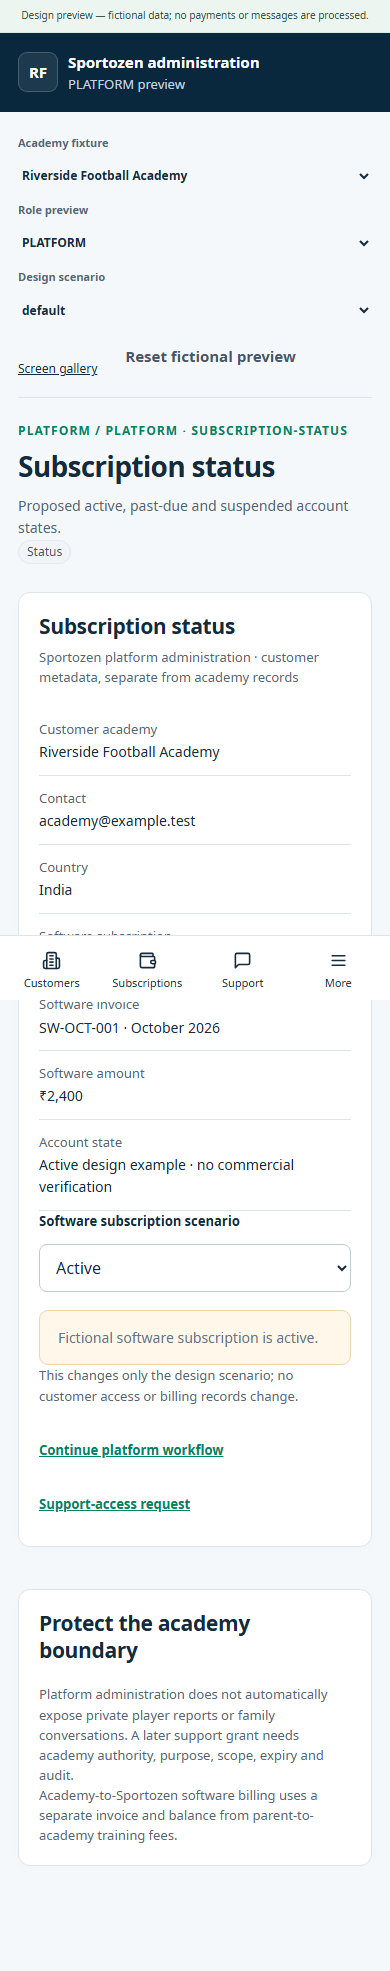 Design preview — fictional data; no payments or messages are processed.
RF
Sportozen administration
PLATFORM preview
Academy fixture
Riverside Football Academy
Role preview
PLATFORM
Design scenario
default
Screen gallery
Reset fictional preview
PLATFORM / PLATFORM · SUBSCRIPTION-STATUS
Subscription status
Proposed active, past-due and suspended account
states.
Status
Subscription status
Sportozen platform administration · customer
metadata, separate from academy records
Customer academy
Riverside Football Academy
Contact
academy@example.test
Country
India
Software subscription
Customers
Subscriptions
Support
More
Software invoice
SW-OCT-001 · October 2026
Software amount
₹2,400
Account state
Active design example · no commercial
verification
Software subscription scenario
Active
Fictional software subscription is active.
This changes only the design scenario; no
customer access or billing records change.
Continue platform workflow
Support-access request
Protect the academy
boundary
Platform administration does not automatically
expose private player reports or family
conversations. A later support grant needs
academy authority, purpose, scope, expiry and
audit.
Academy-to-Sportozen software billing uses a
separate invoice and balance from parent-to-
academy training fees.